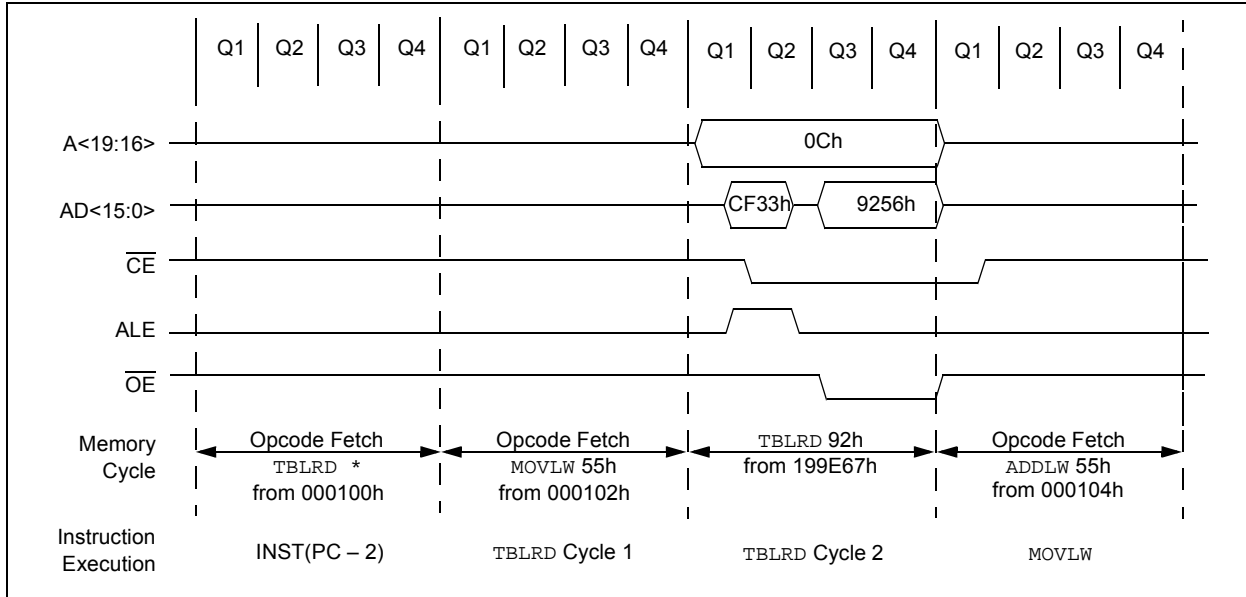 Q1 Q2 Q3 Q4 Q1 Q2 Q3 Q4 Q1 Q2 Q3 Q4 Q1 Q2 Q3 Q4
A<19:16>
0Ch
AD<15:0>
CF33h
9256h
CE
ALE
OE
Memory
Cycle
Opcode Fetch
TBLRD *
from 000100h
Opcode Fetch
MOVLW 55h
from 000102h
TBLRD 92h
from 199E67h
Opcode Fetch
ADDLW 55h
from 000104h
Instruction
Execution
INST(PC – 2)
TBLRD Cycle 1
TBLRD Cycle 2
MOVLW